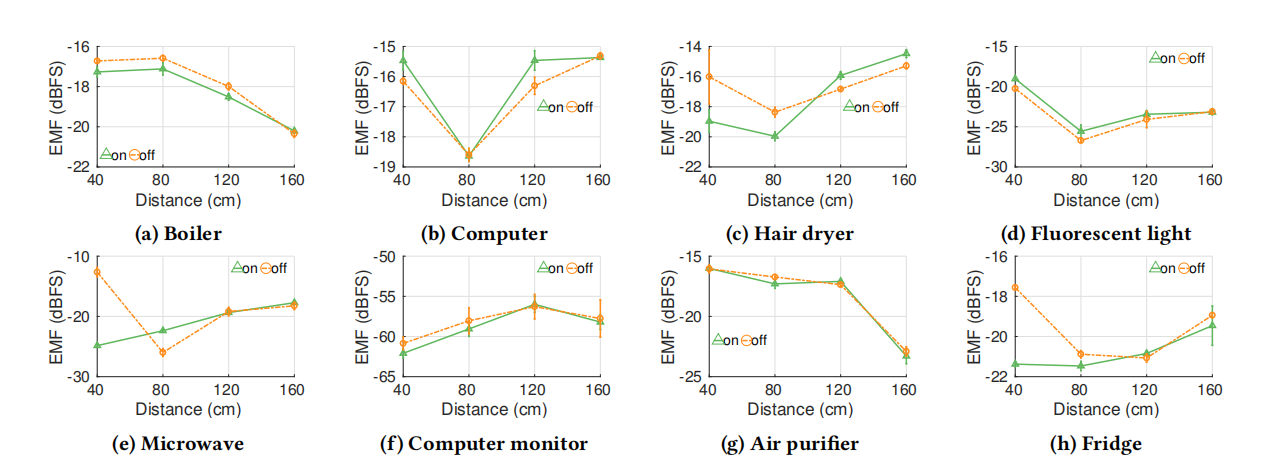 -16 -18 -20 -22
EMF (dBFS)
on off
40 80 120 160
Distance (cm)
(a) Boiler
-15 -16 -17 -18 -19
EMF (dBFS)
on off
40 80 120 160
Distance (cm)
(b) Computer
-14 -16 -18 -20 -22
EMF (dBFS)
on off
40 80 120 160
Distance (cm)
(c) Hair dryer
-15 -20 -25 -30
EMF (dBFS)
on off
40 80 120 160
Distance (cm)
(d) Fluorescent light
-10 -20 -30
EMF (dBFS)
on off
40 80 120 160
Distance (cm)
(e) Microwave
-50 -55 -60 -65
EMF (dBFS)
on off
40 80 120 160
Distance (cm)
(f) Computer monitor
-15 -20 -25
EMF (dBFS)
on off
40 80 120 160
Distance (cm)
(g) Air purifier
-16 -18 -20 -22
EMF (dBFS)
on off
40 80 120 160
Distance (cm)
(h) Fridge